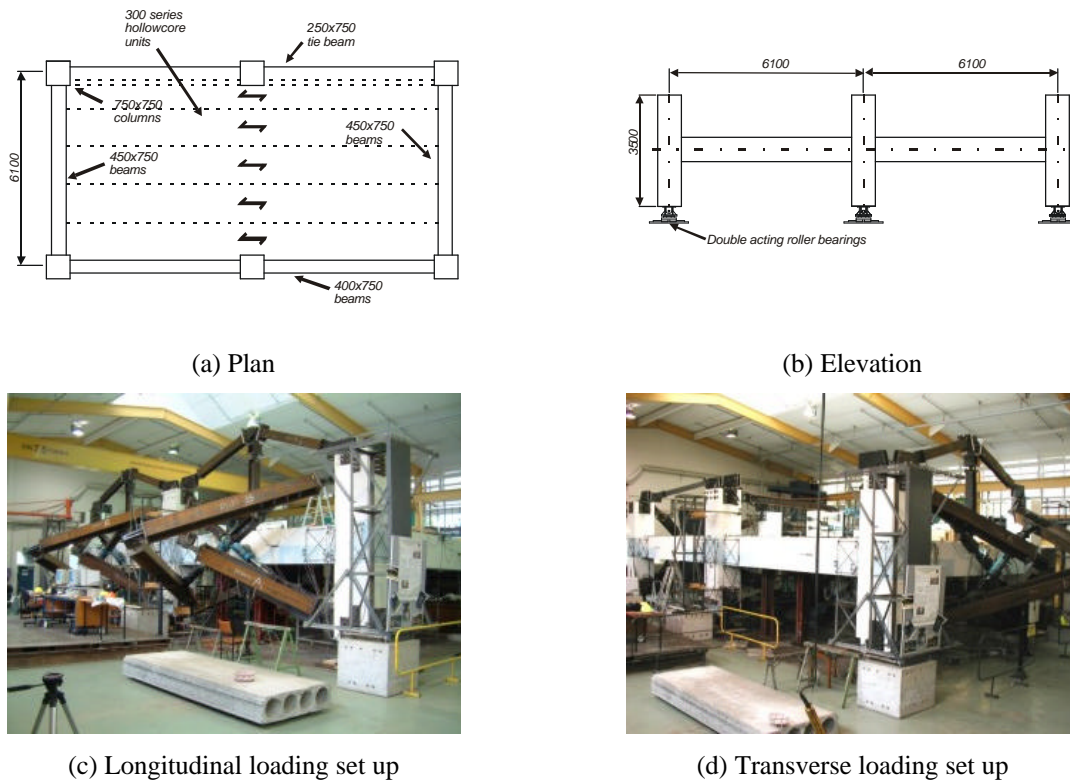 300 series
hollowcore
units
250x750
tie beam
750x750
columns
450x750
beams
450x750
beams
6100
400x750
beams
6100
6100
3500
Double acting roller bearings
(a) Plan
(b) Elevation
(c) Longitudinal loading set up
(d) Transverse loading set up